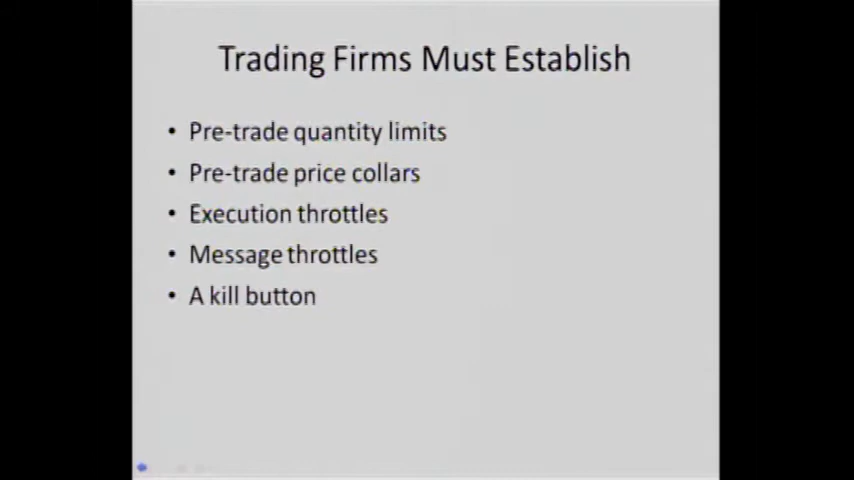 Trading Firms Must Establish
• Pre-trade quantity limits
• Pre-trade price collars
• Execution throttles
• Message throttles
• A kill button